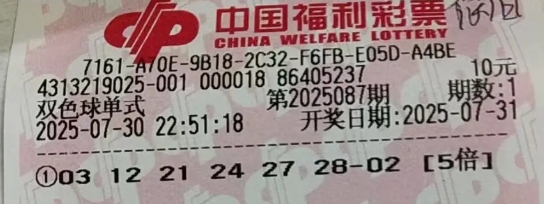 中国福利彩票
CHINA WELFARE LOTTERY
7161-A70E-9B18-2C32-F6FB-E05D-A4BE
4313219025-001 000018 86405237 10元
双色球单式 第2025087期 期数:1
2025-07-30 22:51:18 开奖日期:2025-07-31
①03 12 21 24 27 28-02 [5倍]